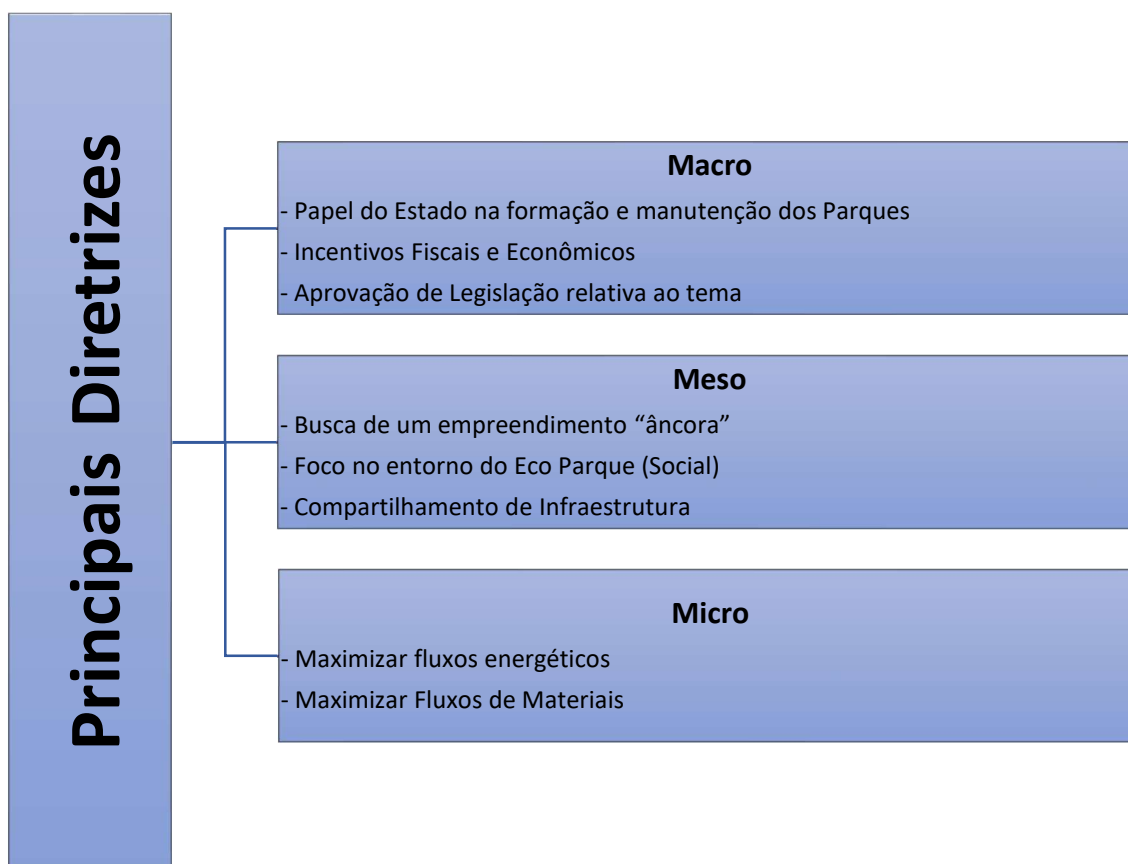 Principais Diretrizes
Macro
- Papel do Estado na formação e manutenção dos Parques
- Incentivos Fiscais e Econômicos
- Aprovação de Legislação relativa ao tema
Meso
- Busca de um empreendimento “âncora”
- Foco no entorno do Eco Parque (Social)
- Compartilhamento de Infraestrutura
Micro
- Maximizar fluxos energéticos
- Maximizar Fluxos de Materiais